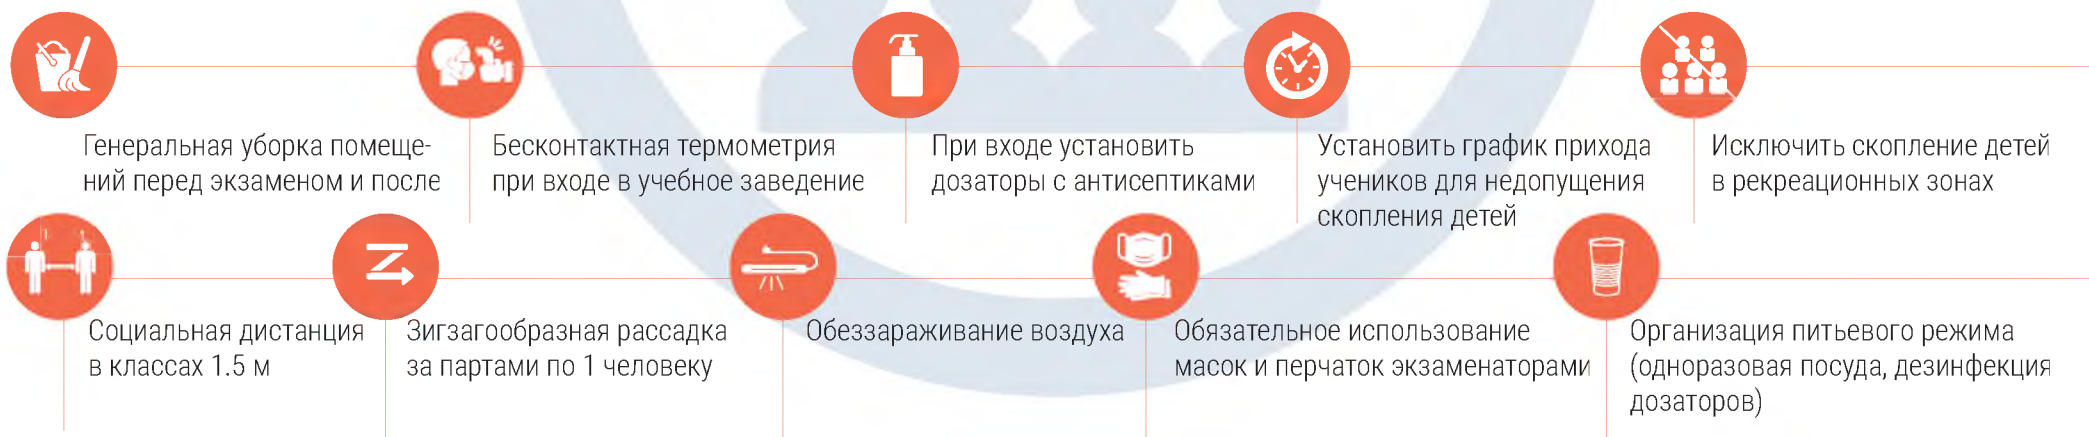 Генеральная уборка помеще-
ний перед экзаменом и после
Бесконтактная термометрия
при входе в учебное заведение
При входе установить
дозаторы с антисептиками
Установить график прихода
учеников для недопущения
скопления детей
Исключить скопление детей
в рекреационных зонах
Социальная дистанция
в классах 1.5 м
Зигзагообразная рассадка
за партами по 1 человеку
Обеззараживание воздуха
Обязательное использование
масок и перчаток экзаменаторами
Организация питьевого режима
(одноразовая посуда, дезинфекция
дозаторов)